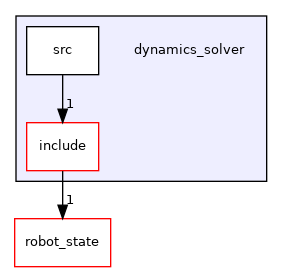 src
dynamics_solver
1
include
1
robot_state